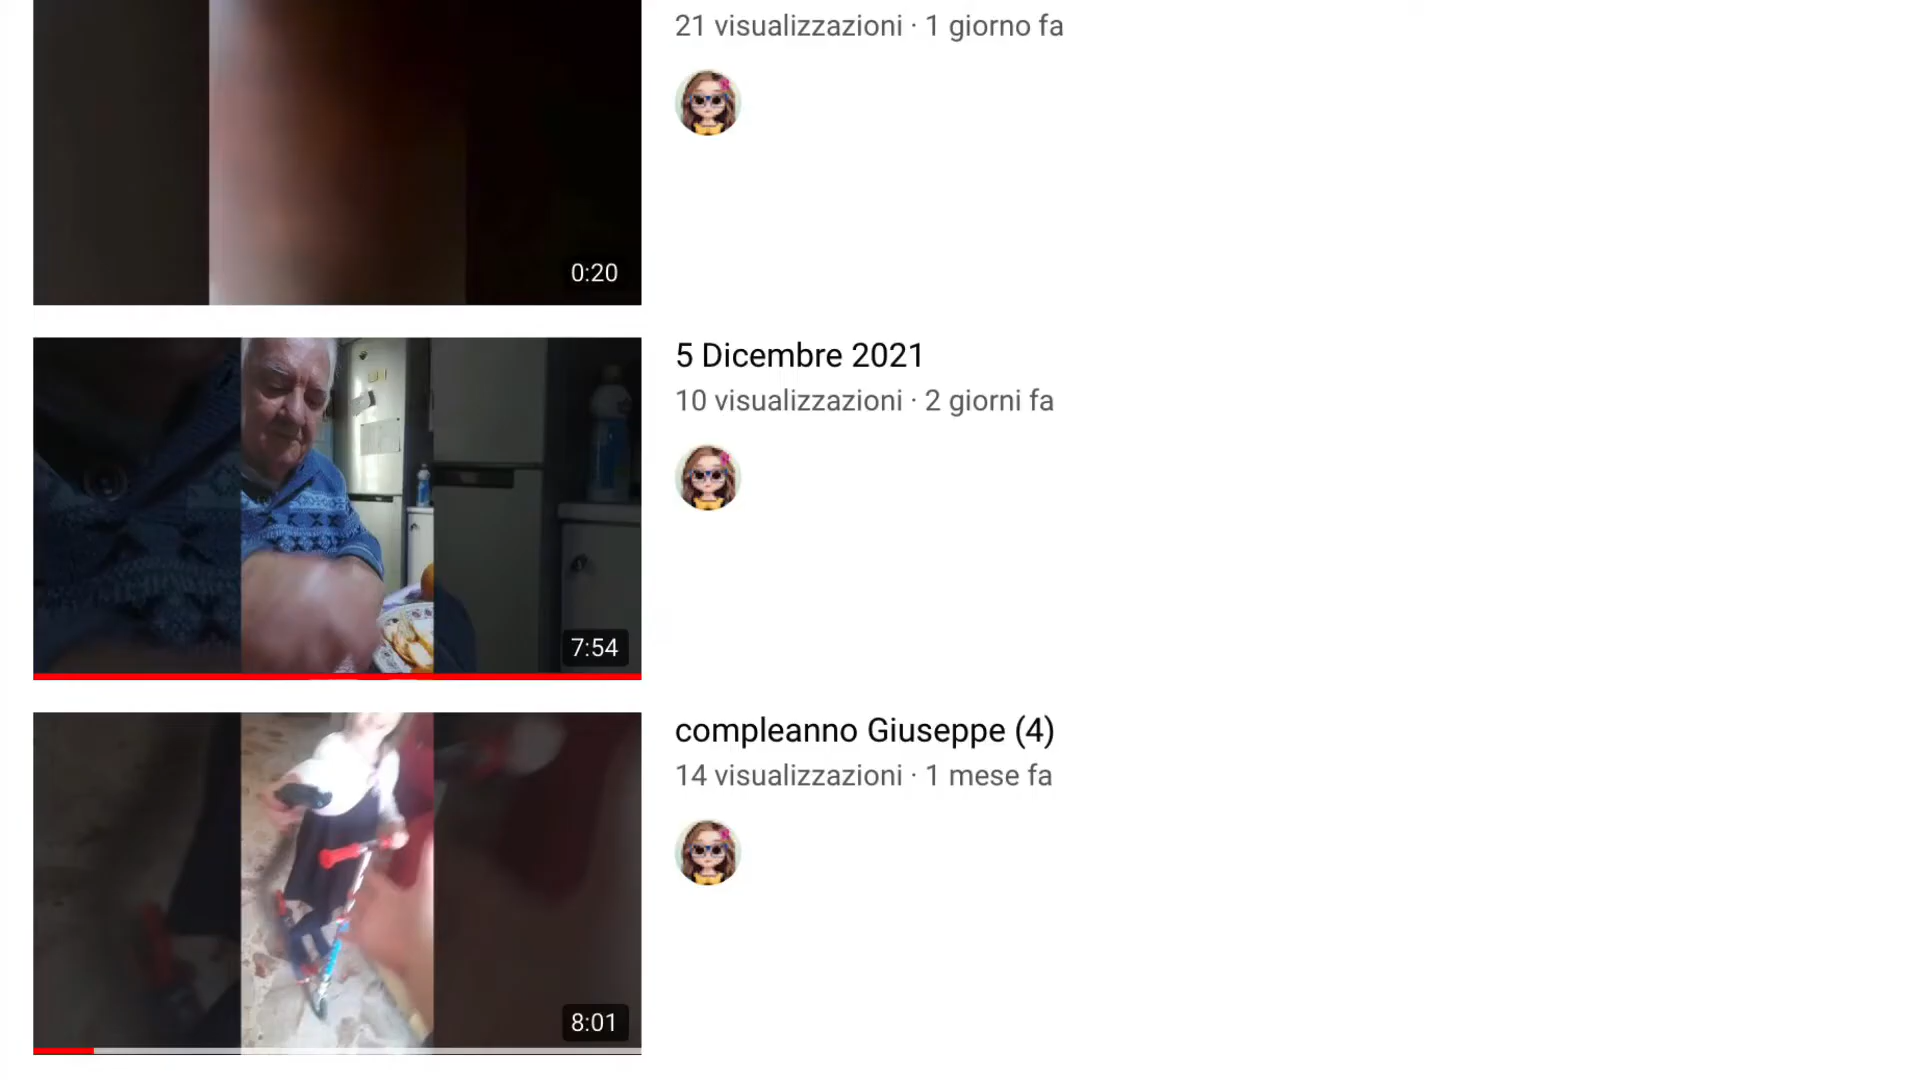 21 visualizzazioni · 1 giorno fa
0:20
5 Dicembre 2021
10 visualizzazioni · 2 giorni fa
7:54
compleanno Giuseppe (4)
14 visualizzazioni · 1 mese fa
8:01